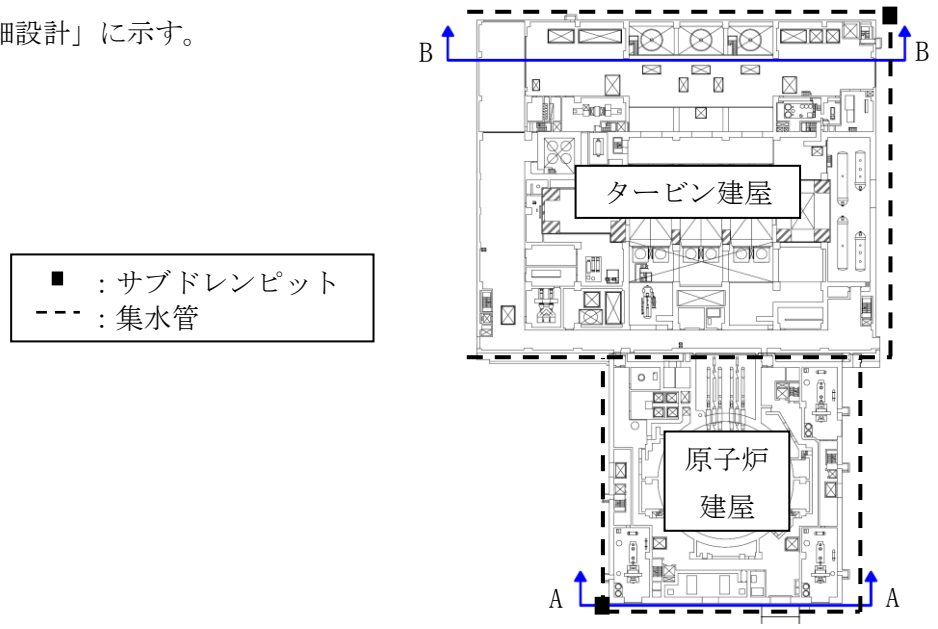 細設計」に示す。
B
B
タービン建屋
■ ：サブドレンピット
--- ：集水管
原子炉
建屋
A
A